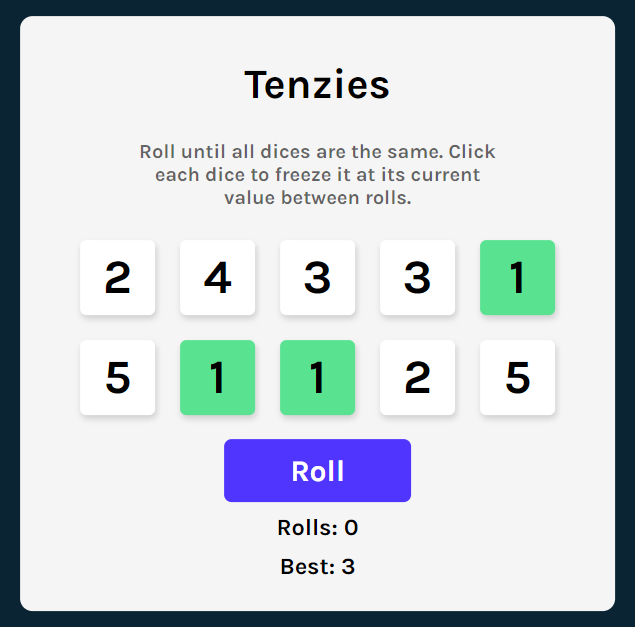 Tenzies
Roll until all dices are the same. Click
each dice to freeze it at its current
value between rolls.
2 4 3 3 1
5 1 1 2 5
Roll
Rolls: 0
Best: 3